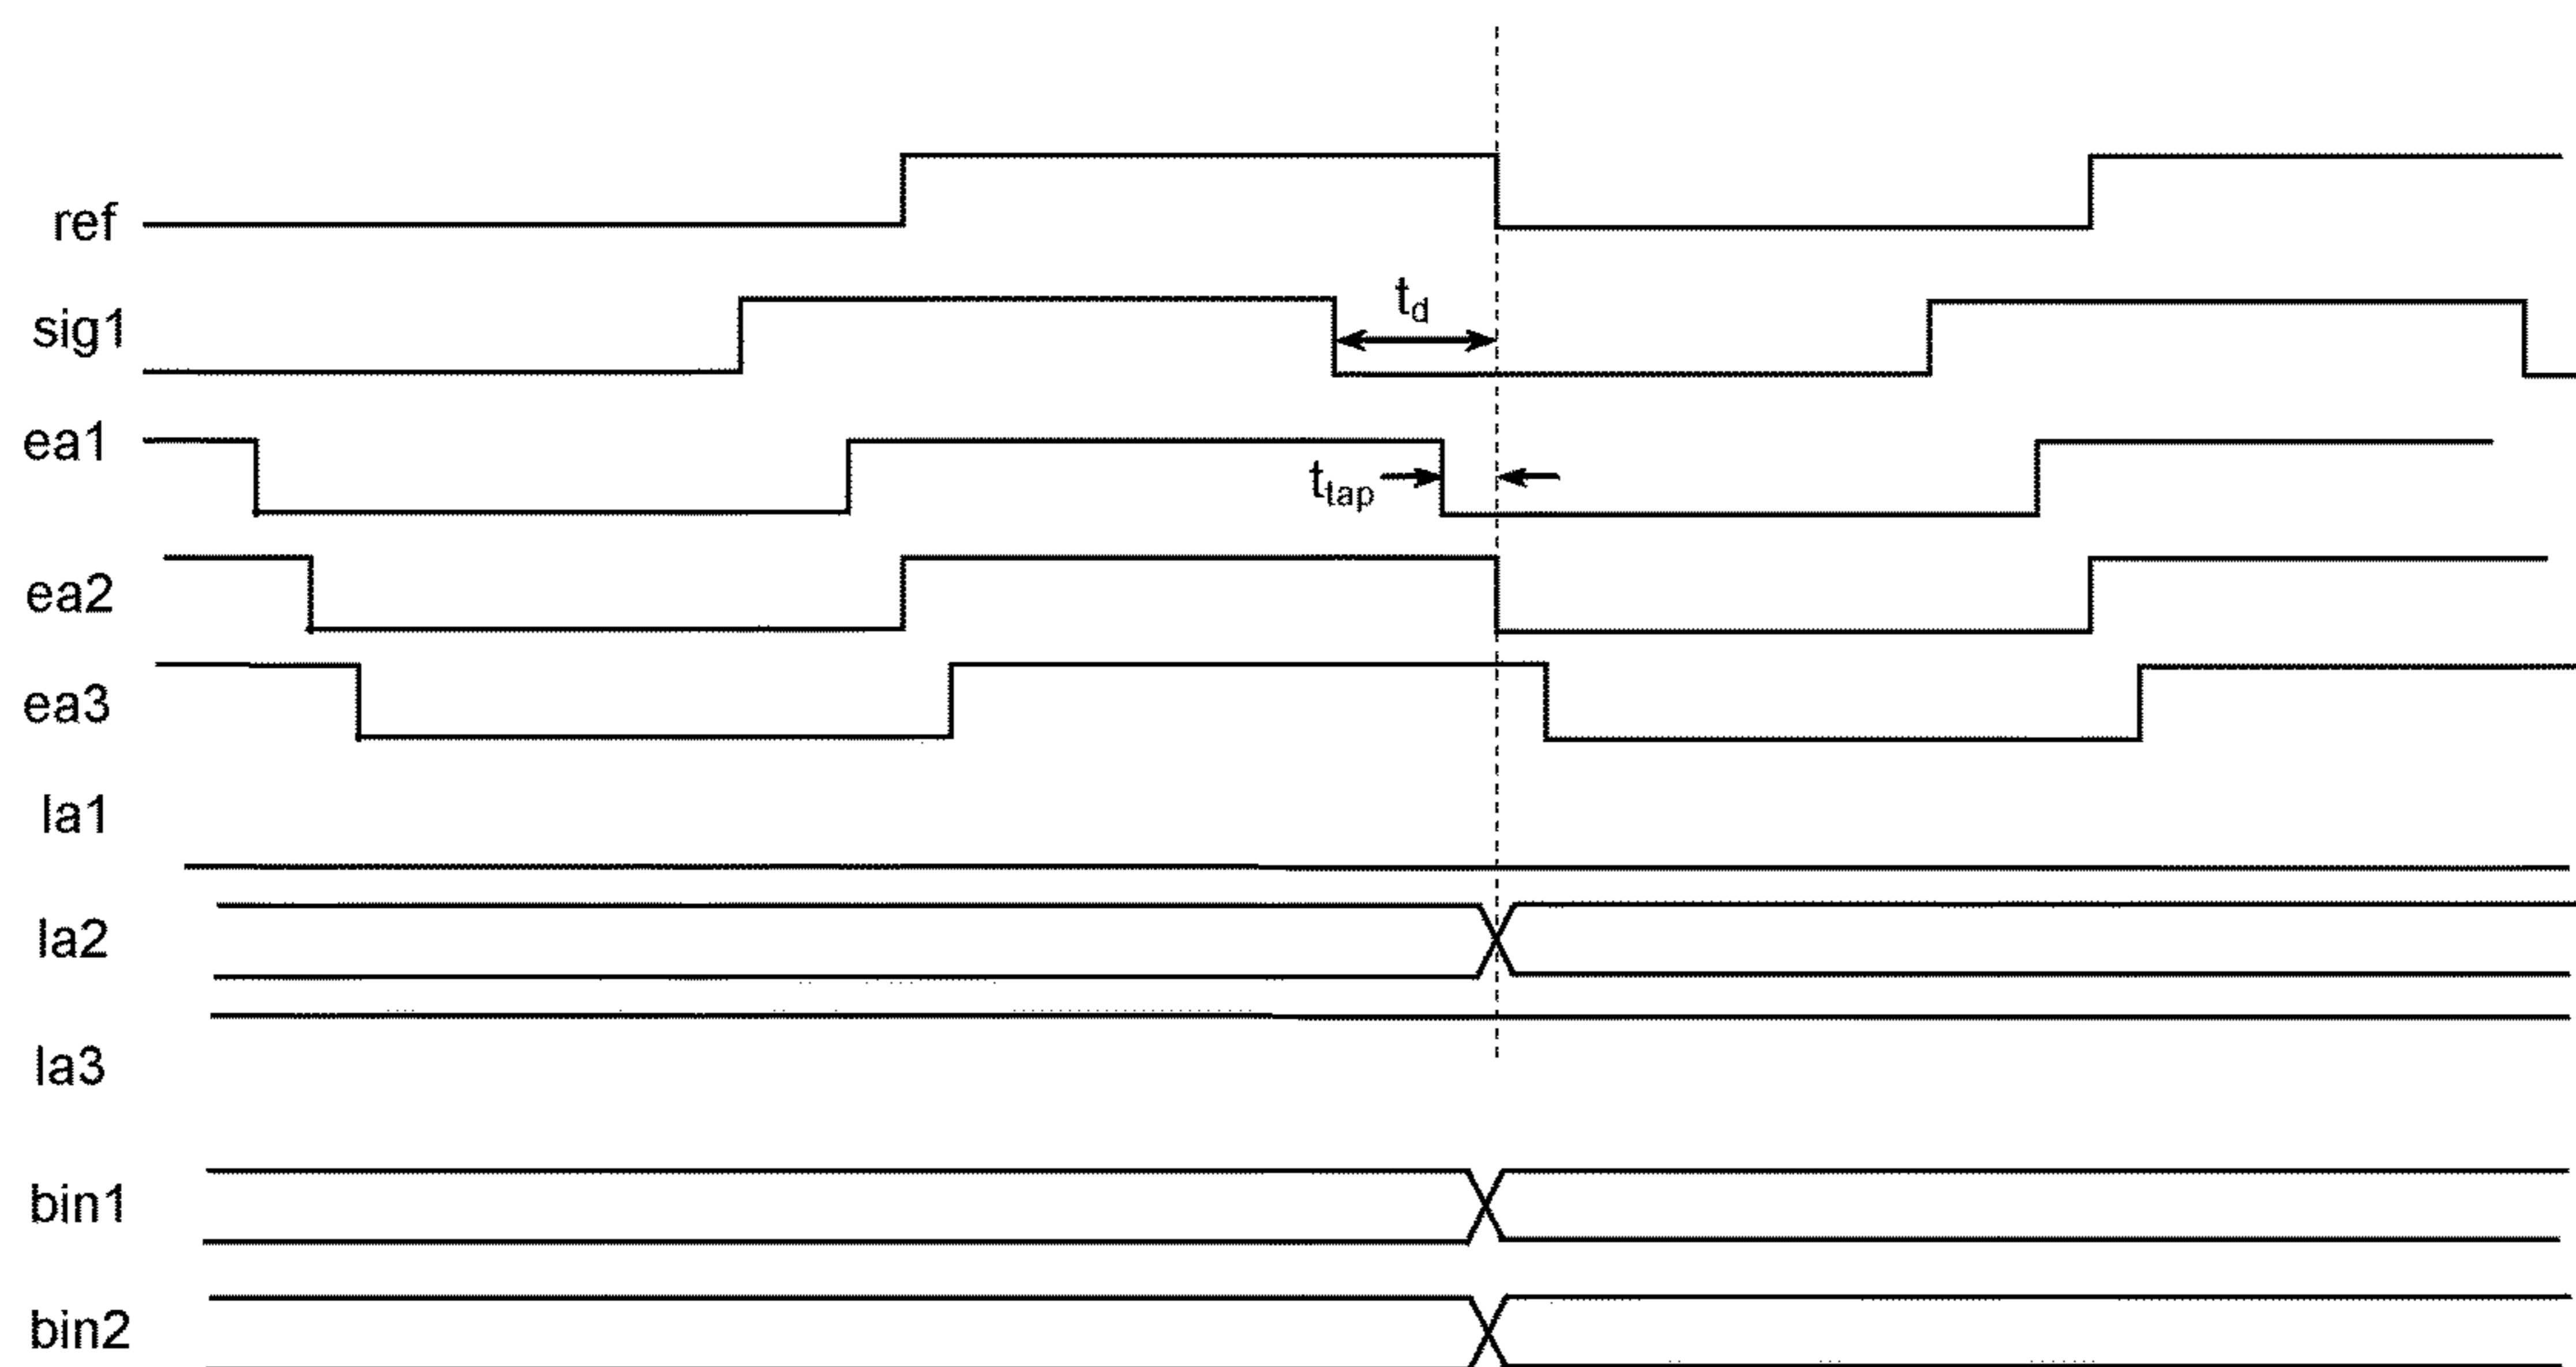 ref
sig1
t_d
ea1
t_tap
ea2
ea3
la1
la2
la3
bin1
bin2